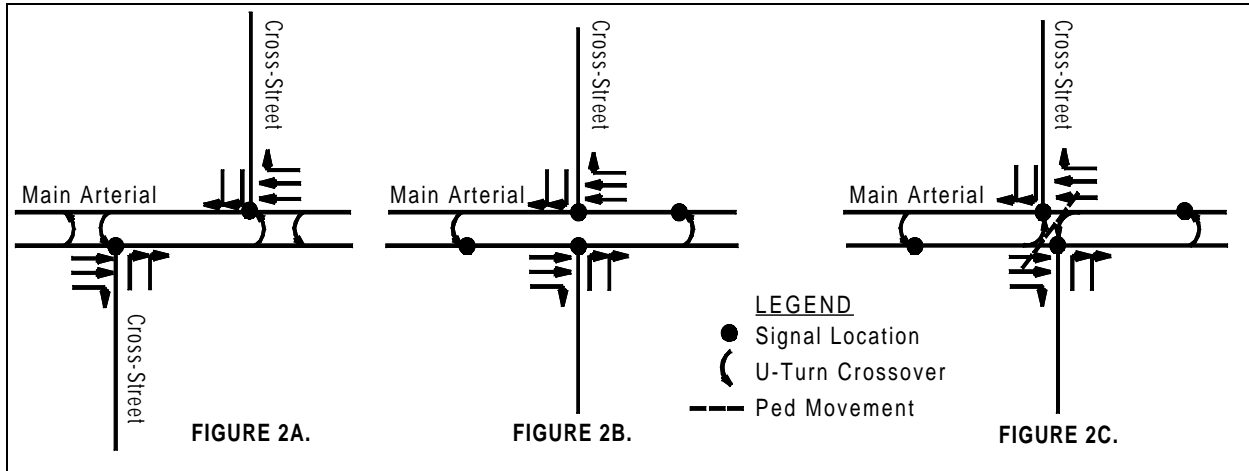 Cross-Street
Main Arterial
Cross-Street
FIGURE 2A.
Cross-Street
Main Arterial
FIGURE 2B.
Cross-Street
Main Arterial
LEGEND
Signal Location
U-Turn Crossover
Ped Movement
FIGURE 2C.